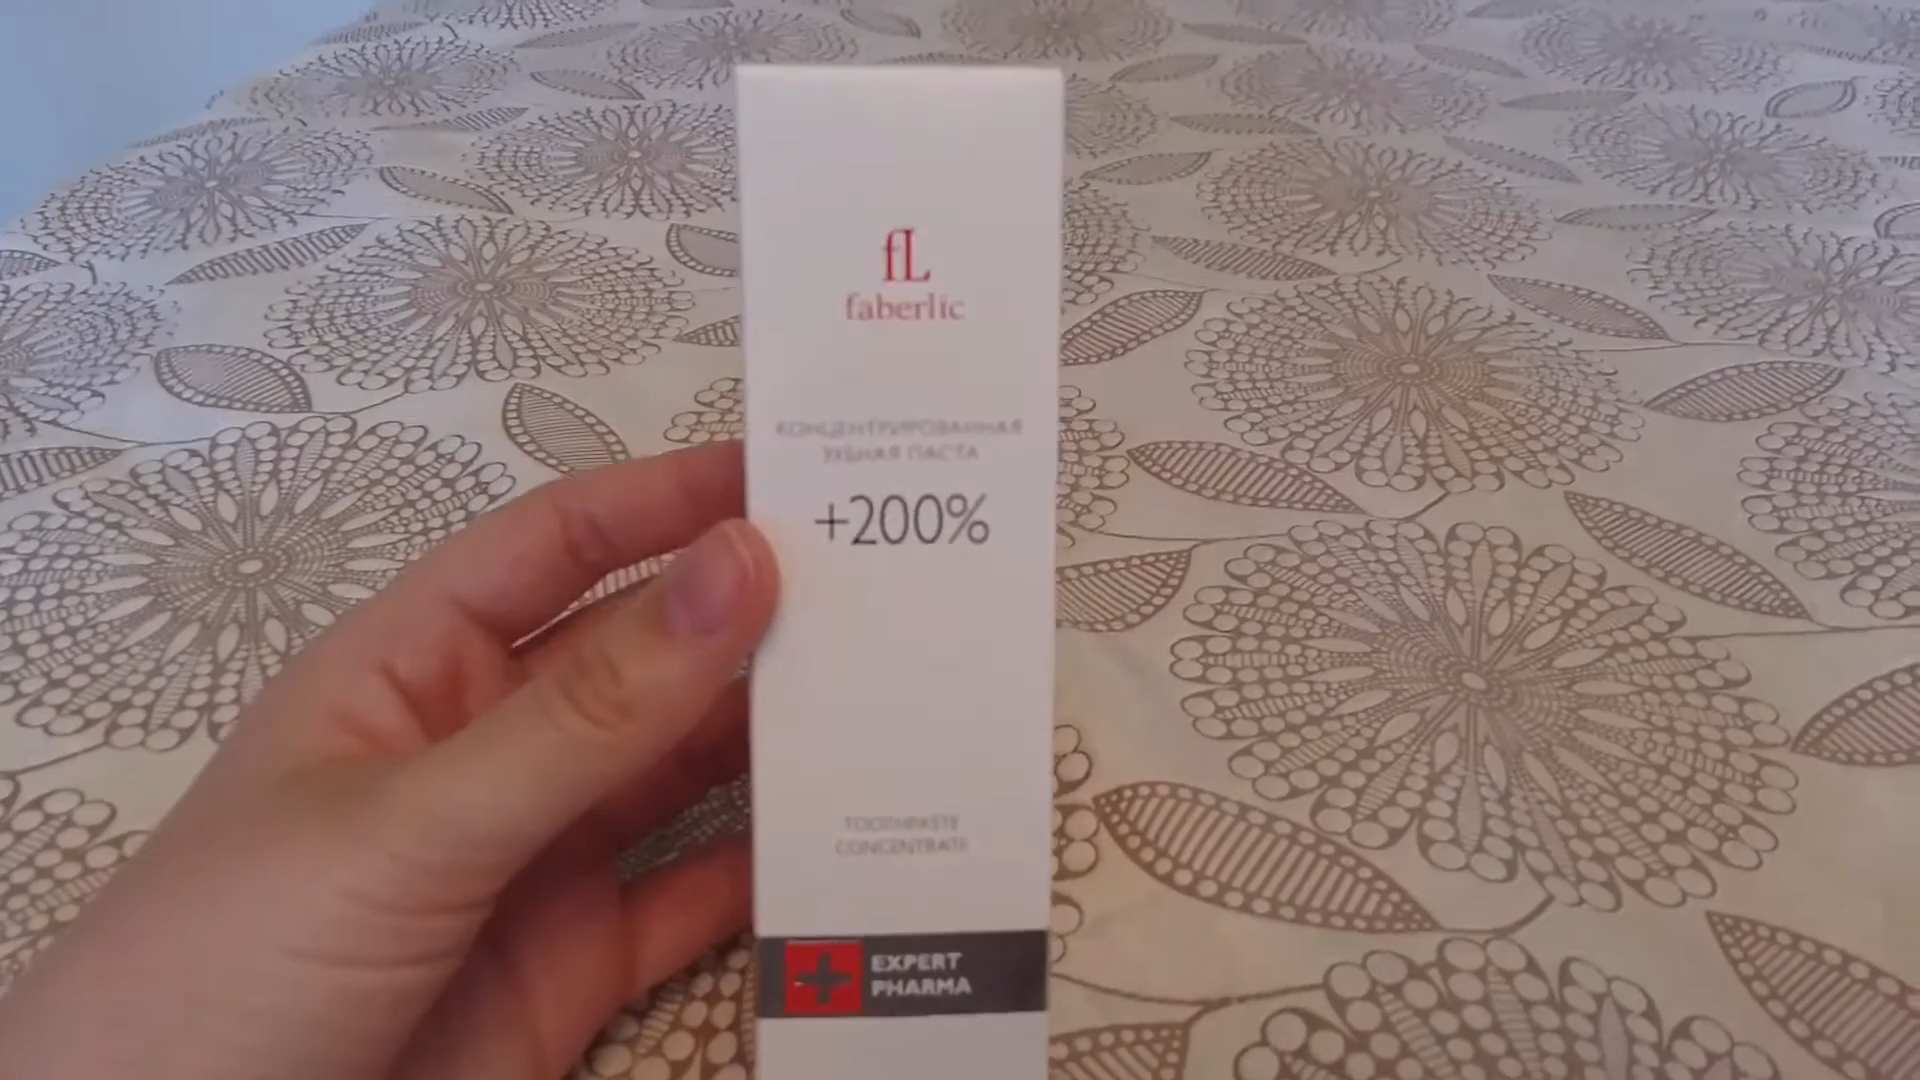 fL
faberlic
КОНЦЕНТРИРОВАННАЯ
ЗУБНАЯ ПАСТА
+200%
TOOTHPASTE
CONCENTRATE
EXPERT
PHARMA